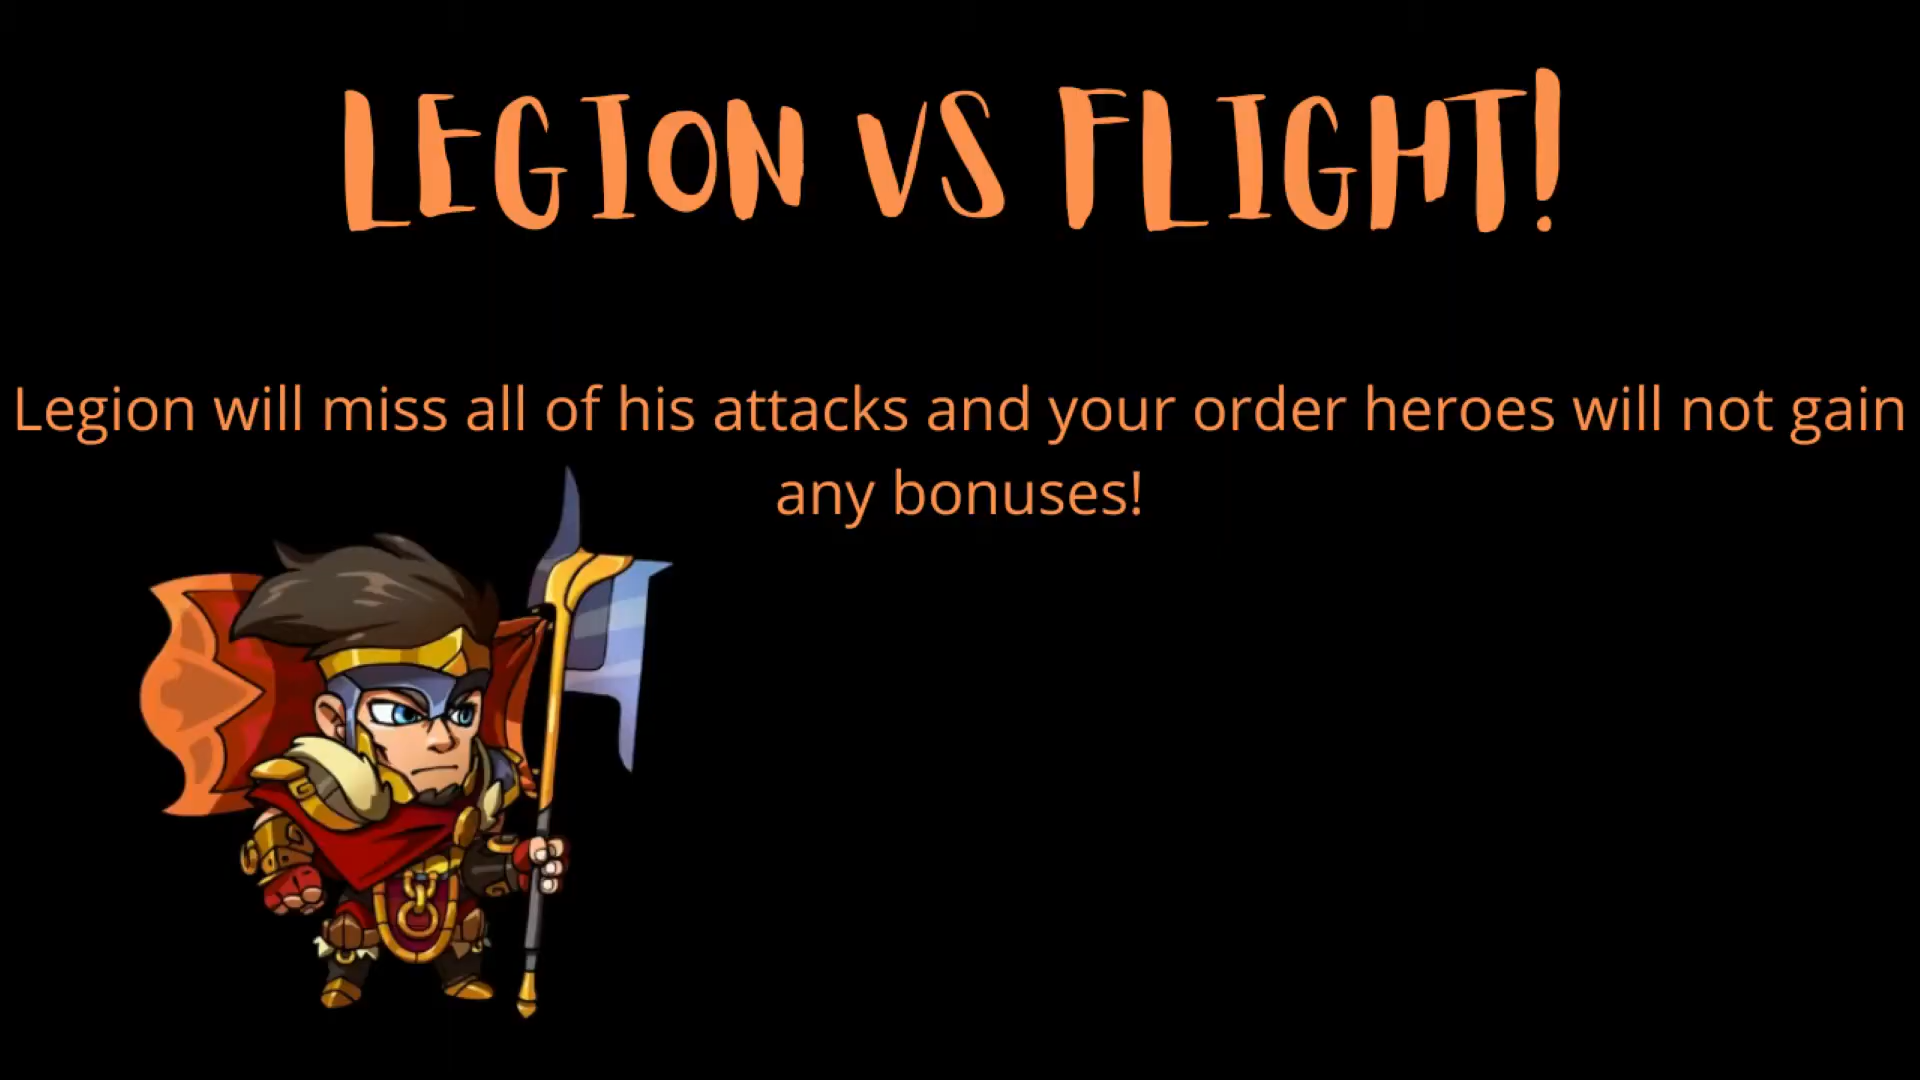 LEGION VS FLIGHT!
Legion will miss all of his attacks and your order heroes will not gain
any bonuses!